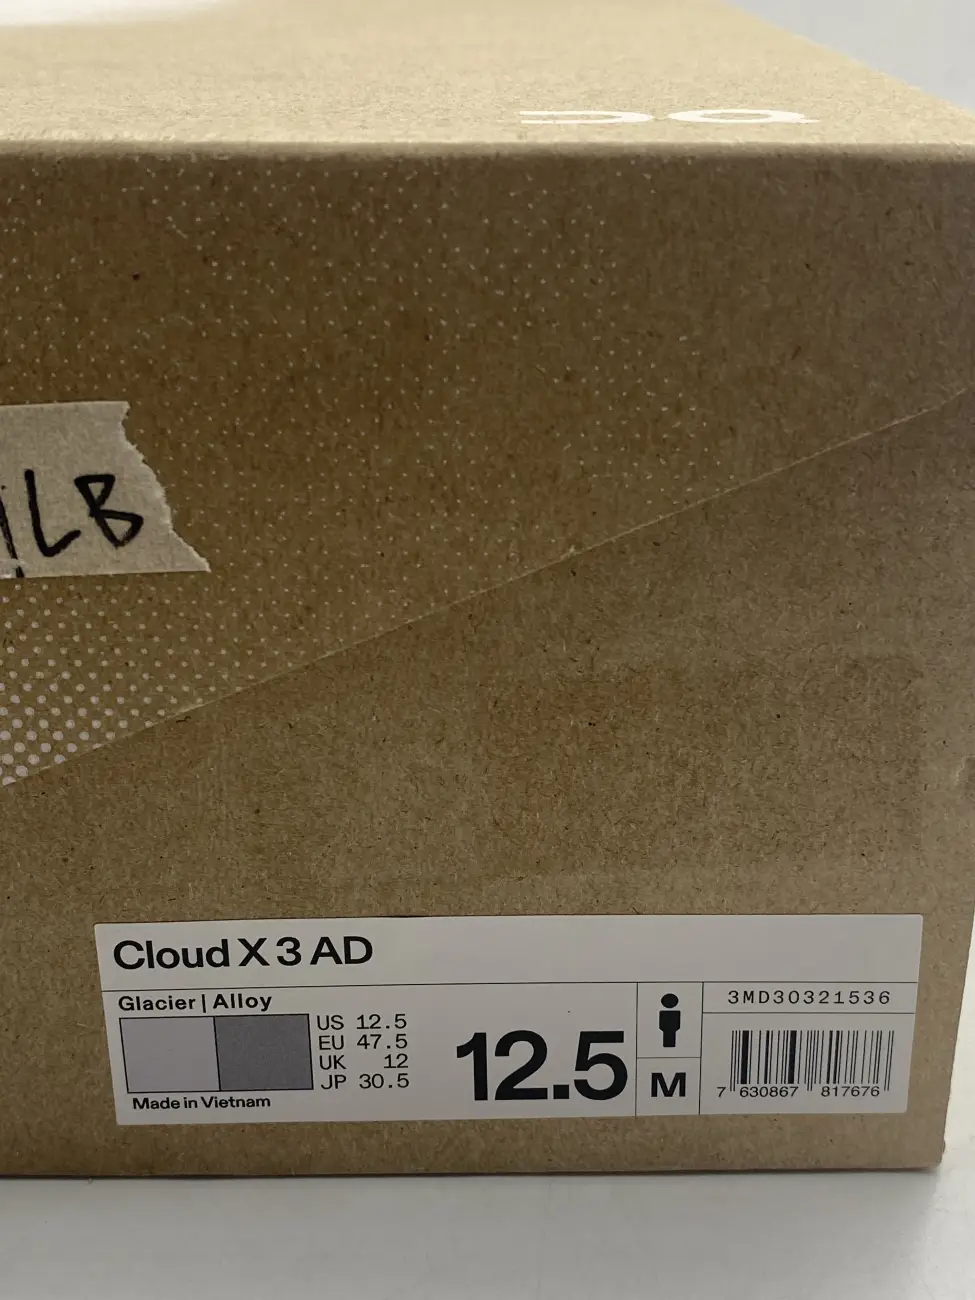 LB
Cloud X 3 AD
Glacier | Alloy
US 12.5
EU 47.5
UK 12
JP 30.5
Made in Vietnam
12.5
M
3MD30321536
7 630867 817676